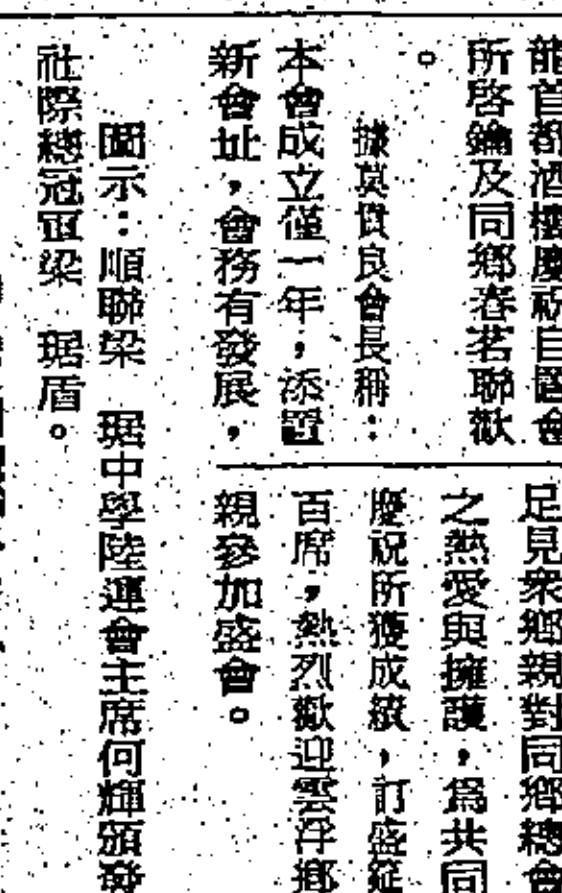 龍首都酒樓慶祝自置會
所啓鑰及同鄉春茗聯歡
。
據莫貴良會長稱：
本會成立僅一年，添置
新會址，會務有發展，
足見衆鄉親對同鄉總會
之熱愛與擁護，爲共同
慶祝所獲成績，訂盛筵
百席，熱烈歡迎雲浮鄉
親參加盛會。
圖示：順聯梁 琚中學陸運會主席何輝頒發
社際總冠軍梁 琚盾。